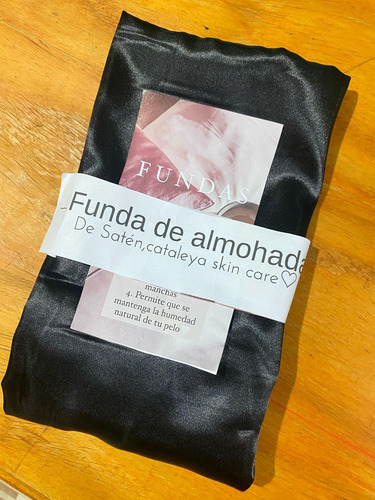 FUNDAS
Funda de almohada
De Satén,cataleya skin care♡
manchas
4. Permite que se
mantenga la humedad
natural de tu pelo